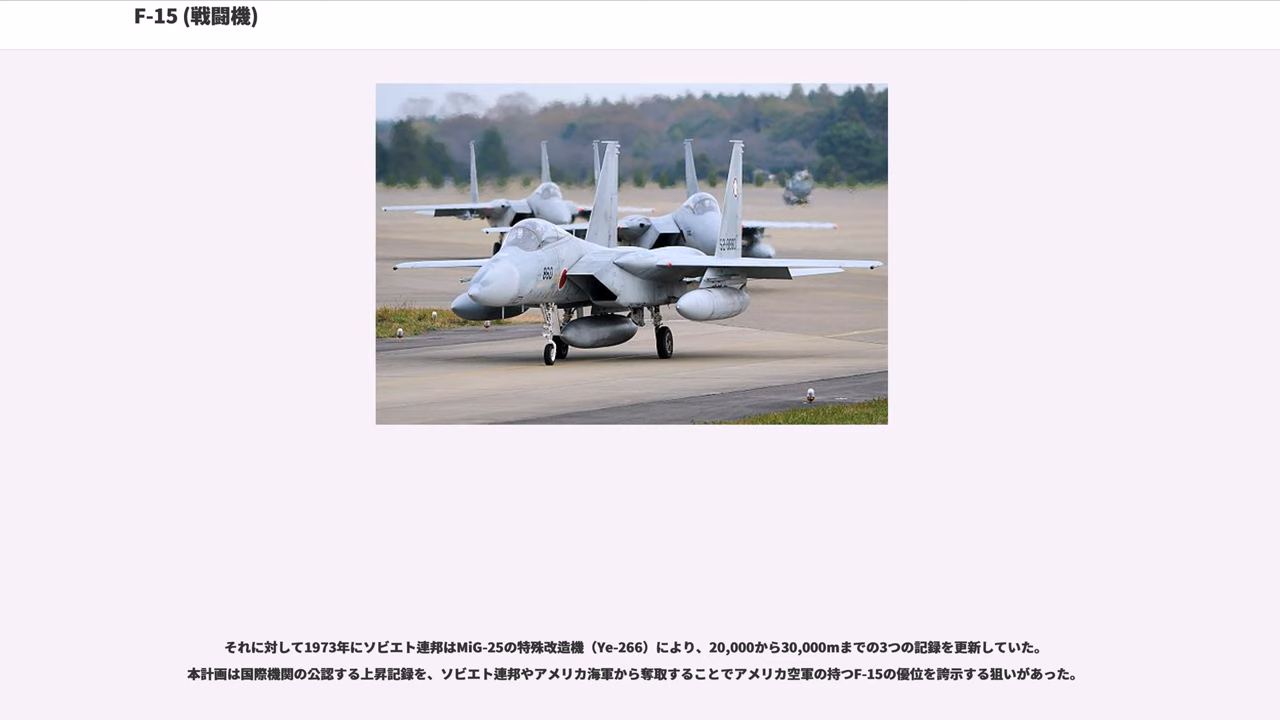 F-15 (戦闘機)
860
それに対して1973年にソビエト連邦はMiG-25の特殊改造機（Ye-266）により、20,000から30,000mまでの3つの記録を更新していた。
本計画は国際機関の公認する上昇記録を、ソビエト連邦やアメリカ海軍から奪取することでアメリカ空軍の持つF-15の優位を誇示する狙いがあった。